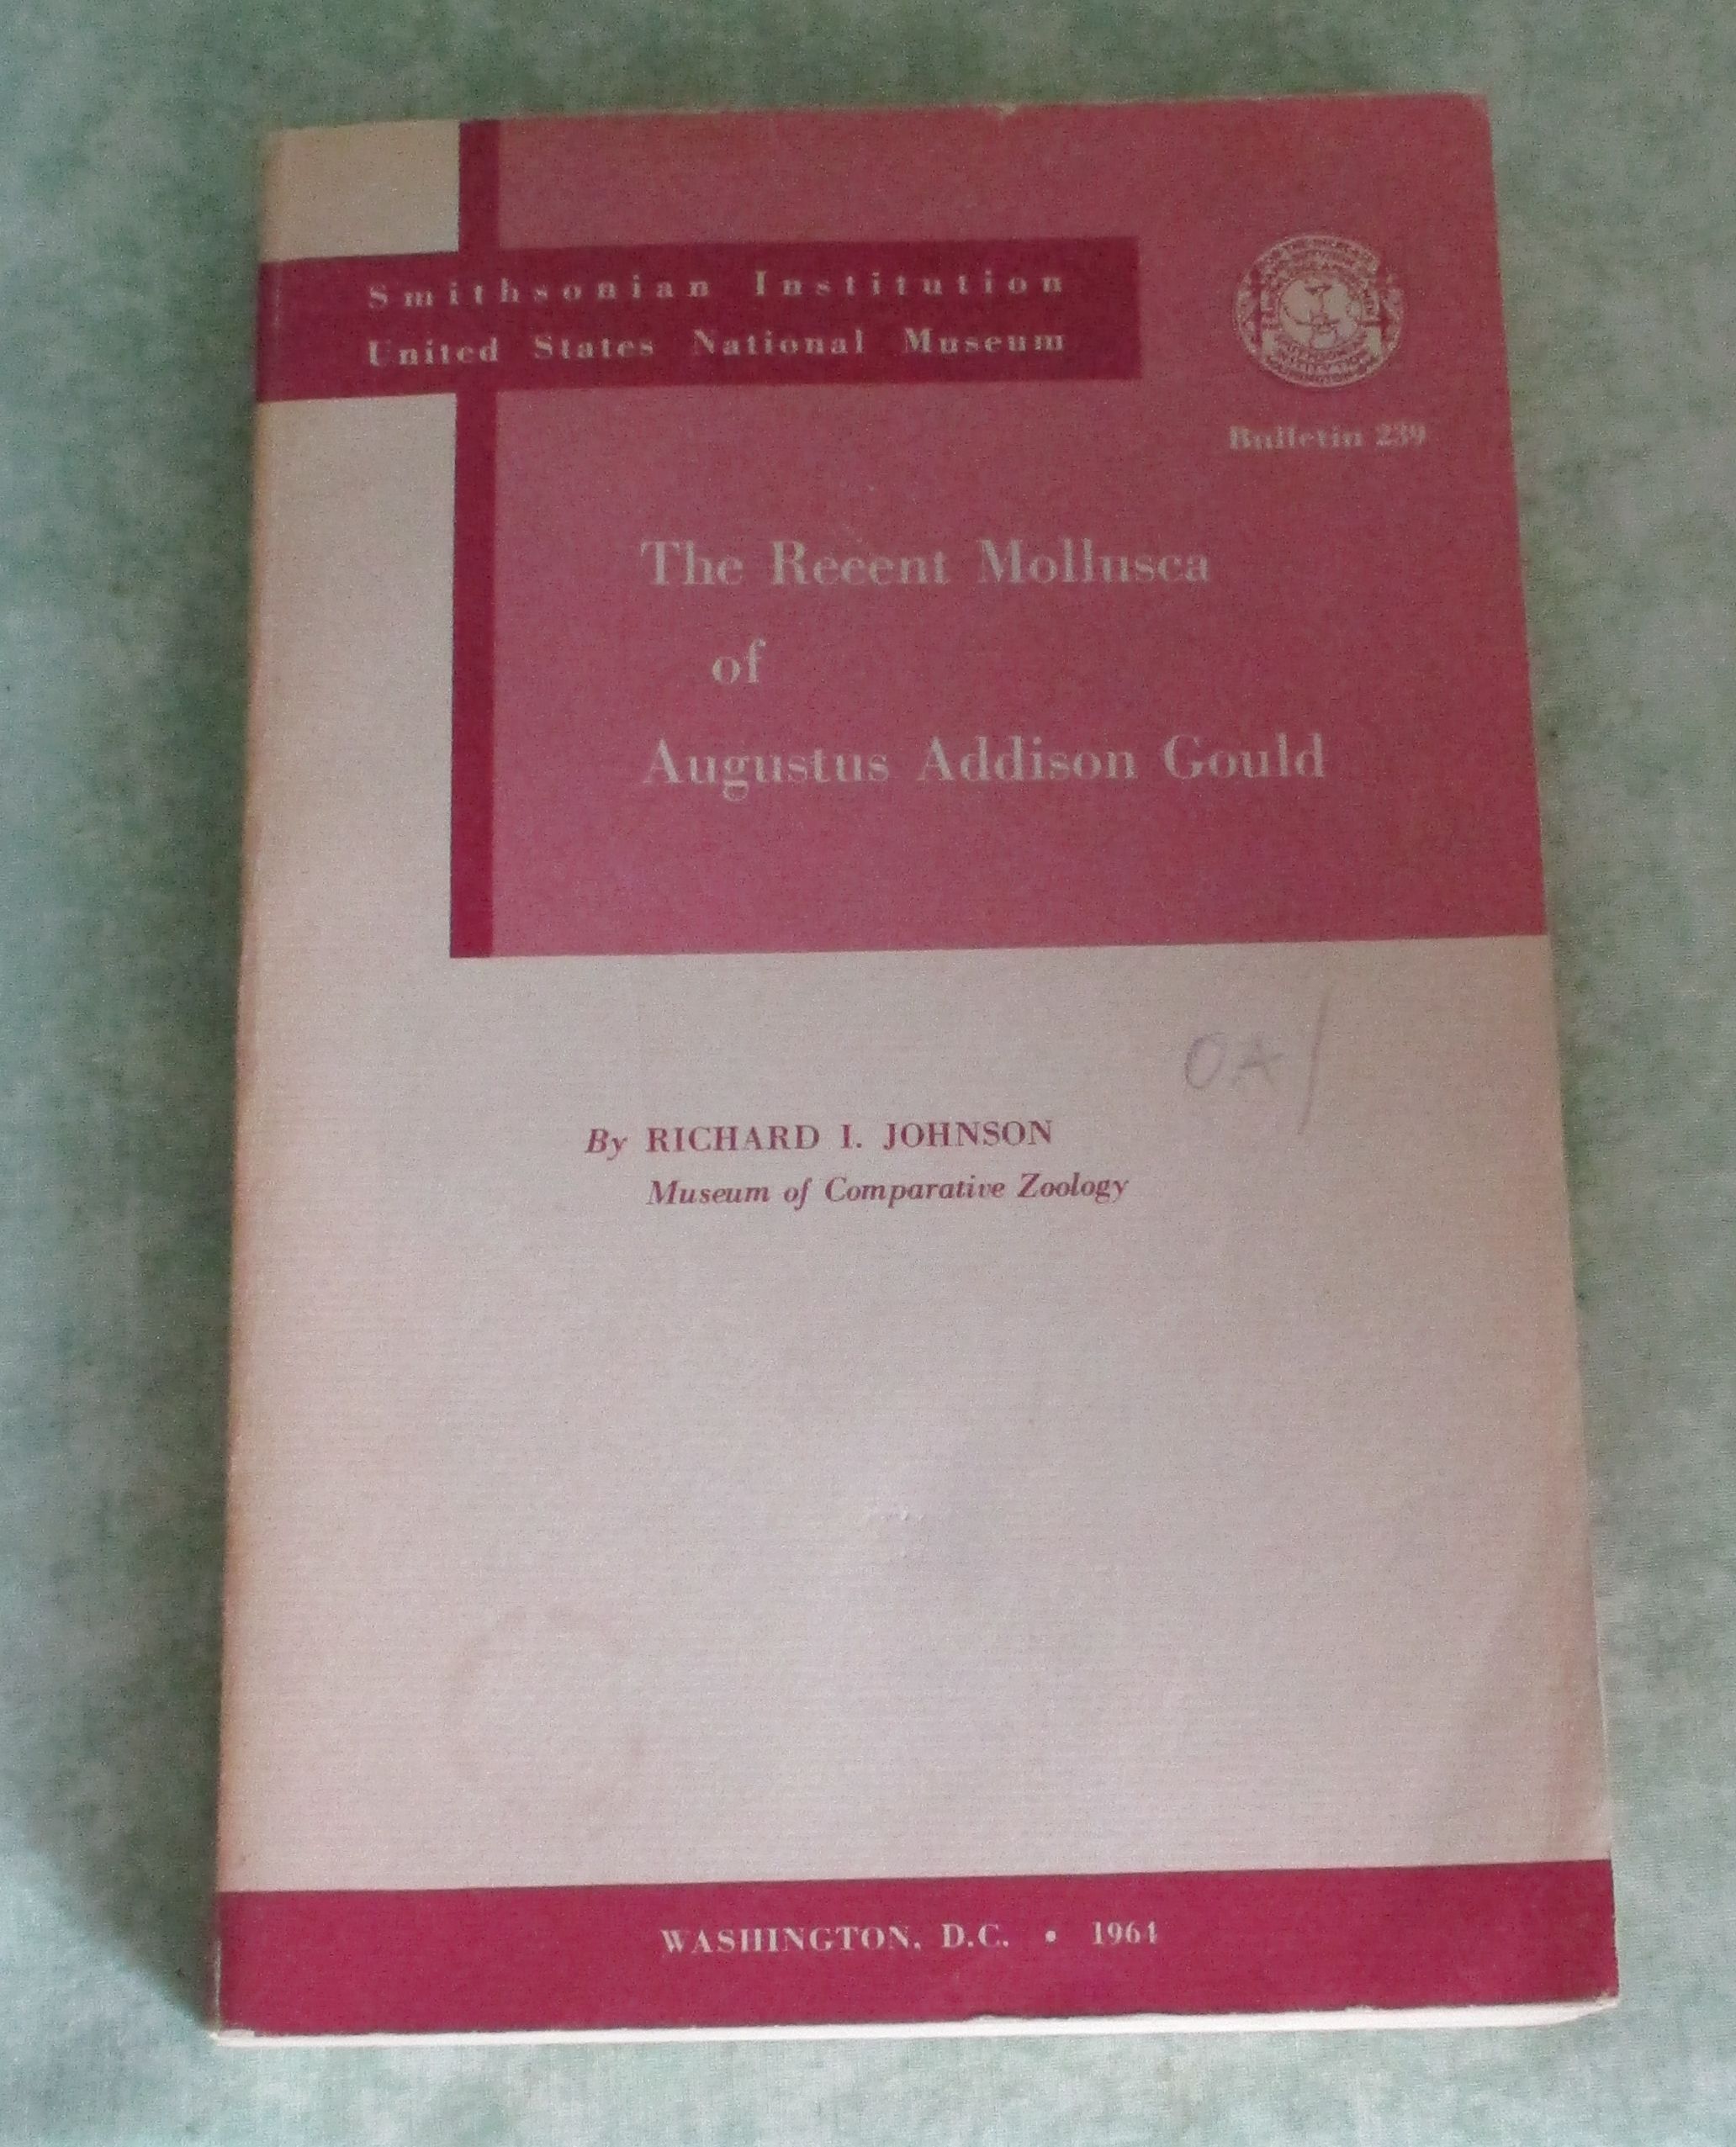 Smithsonian Institution
United States National Museum
Bulletin 239
The Recent Mollusca
of
Augustus Addison Gould
OA/
By RICHARD I. JOHNSON
Museum of Comparative Zoology
WASHINGTON, D.C. • 1964